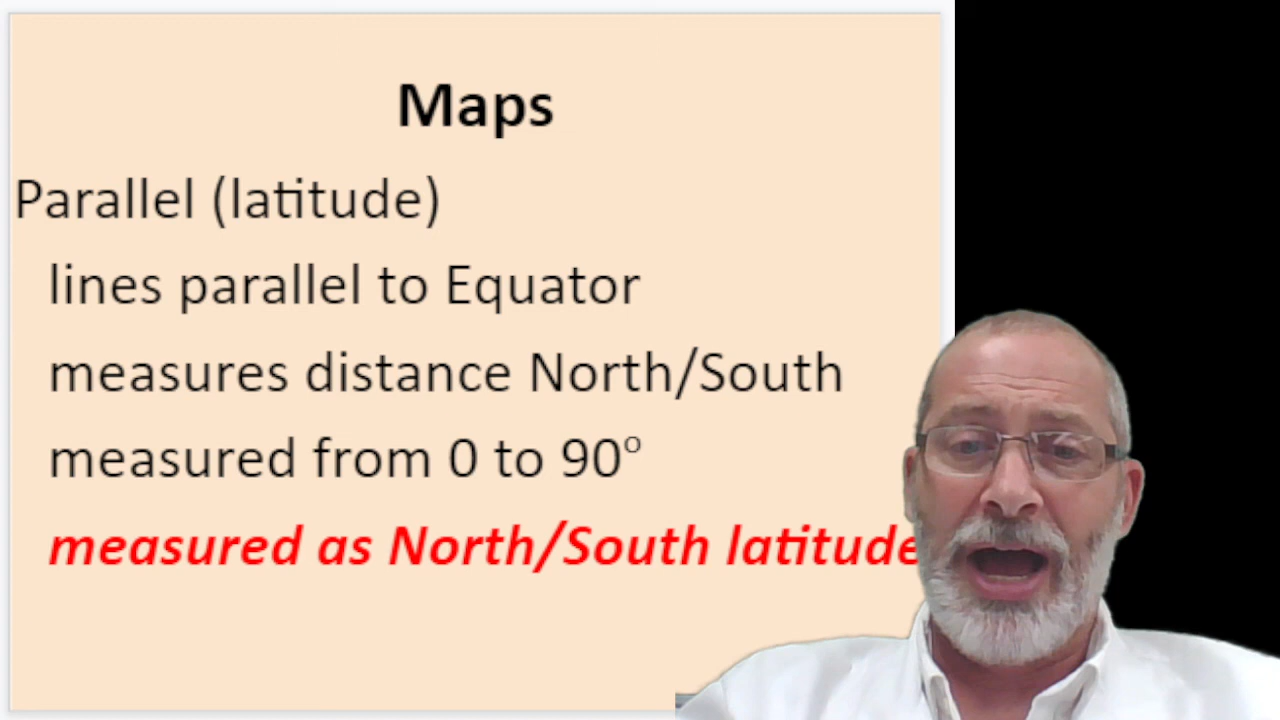 Maps
Parallel (latitude)
lines parallel to Equator
measures distance North/South
measured from 0 to 90º
measured as North/South latitude